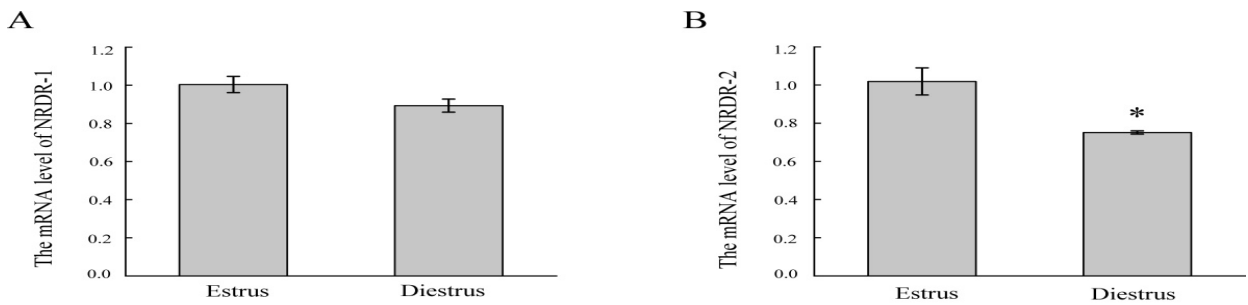 A
The mRNA level of NRDR-1
1.2
1.0
0.8
0.6
0.4
0.2
0.0
Estrus
Diestrus
B
The mRNA level of NRDR-2
1.2
1.0
0.8
0.6
0.4
0.2
0.0
*
Estrus
Diestrus